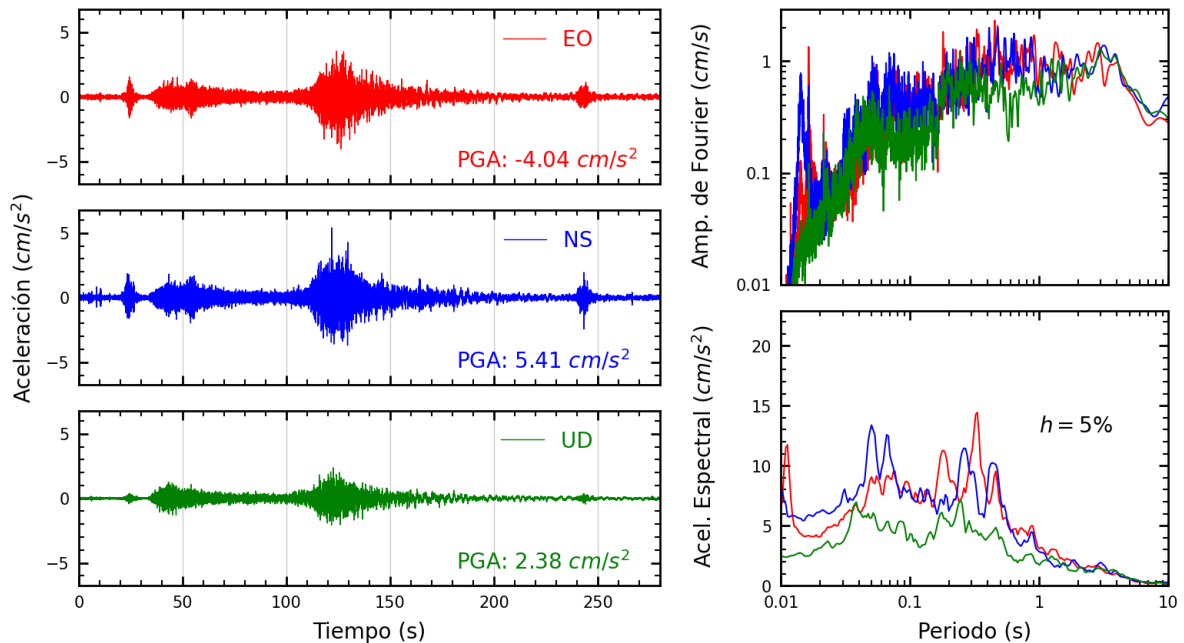 Aceleración (cm/s²)
5
0
−5
EO
PGA: -4.04 cm/s²
5
0
−5
NS
PGA: 5.41 cm/s²
5
0
−5
UD
PGA: 2.38 cm/s²
0 50 100 150 200 250
Tiempo (s)
Amp. de Fourier (cm/s)
1
0.1
0.01
Acel. Espectral (cm/s²)
20
15
10
5
0
h = 5%
0.01 0.1 1 10
Periodo (s)